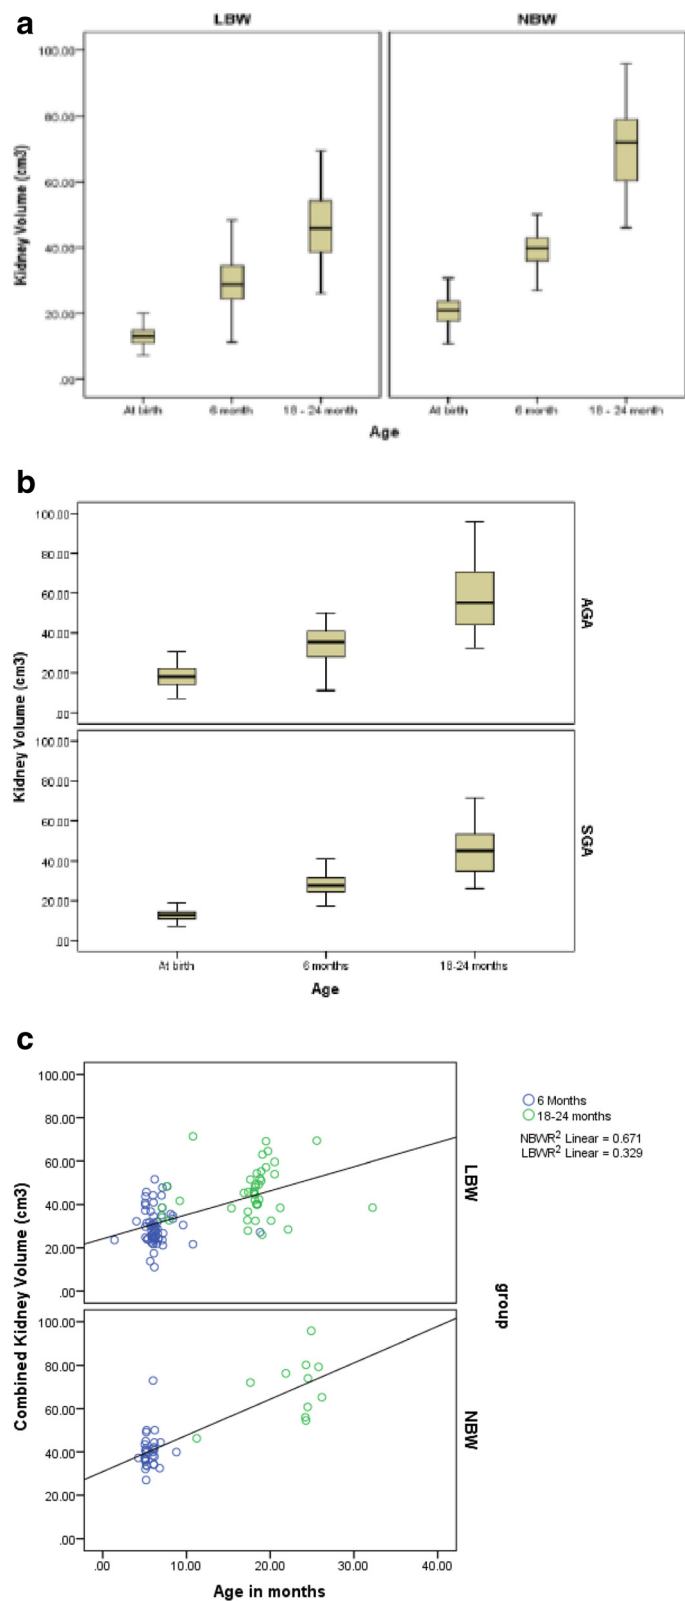 a
LBW
NBW
100.00
80.00
60.00
40.00
20.00
.00
Kidney Volume (cm3)
At birth
6 month
18 - 24 month
At birth
6 month
18 - 24 month
Age
b
100.00
80.00
60.00
40.00
20.00
.00
AGA
Kidney Volume (cm3)
100.00
80.00
60.00
40.00
20.00
.00
SGA
At birth
6 months
18-24 months
Age
c
100.00
80.00
60.00
40.00
20.00
.00
LBW
6 Months
18-24 months
NBWR² Linear = 0.671
LBWR² Linear = 0.329
group
Combined Kidney Volume (cm3)
100.00
80.00
60.00
40.00
20.00
.00
NBW
.00
10.00
20.00
30.00
40.00
Age in months